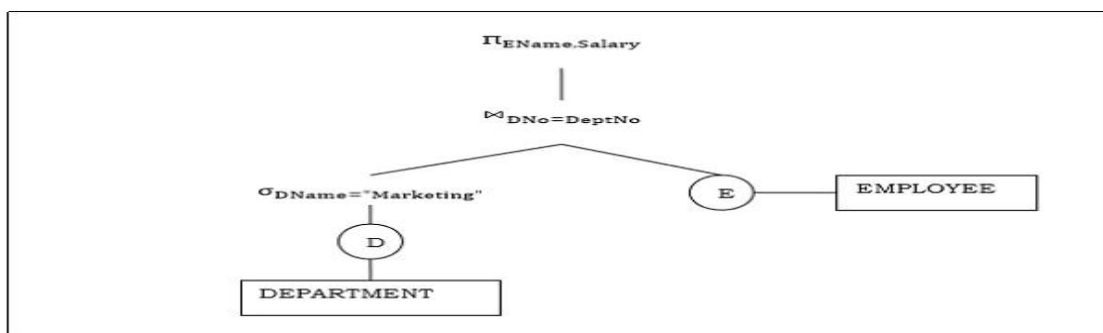 ΠEName.Salary
⋈DNo=DeptNo
σDName="Marketing"
E
EMPLOYEE
D
DEPARTMENT